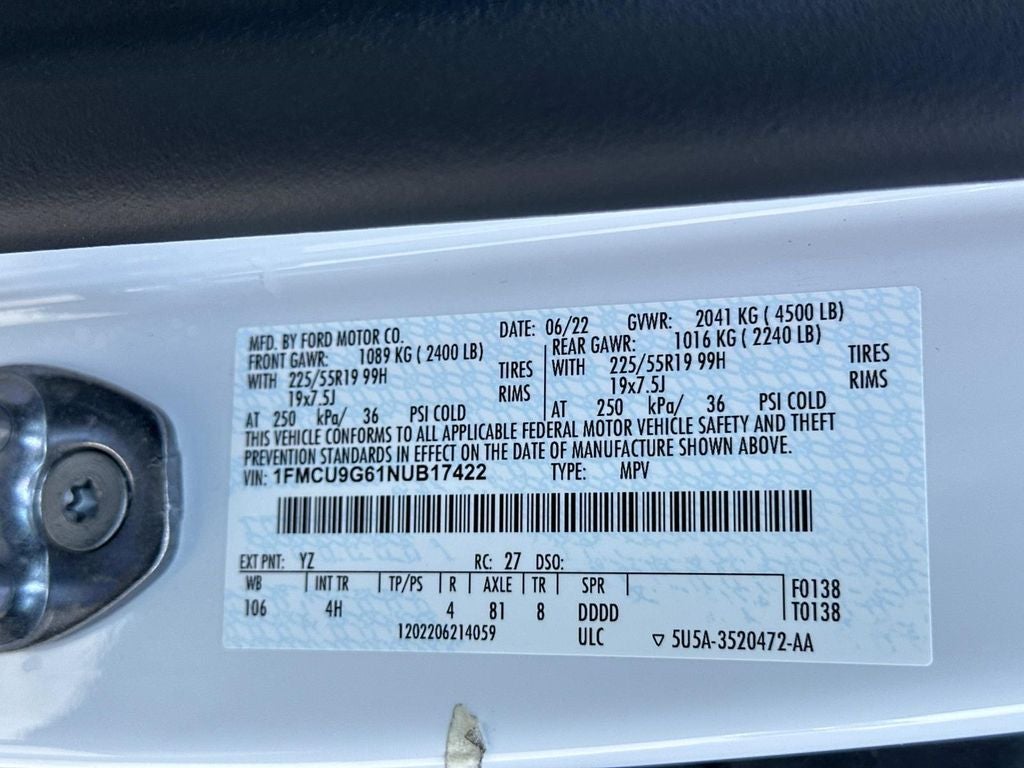 MFD. BY FORD MOTOR CO. DATE: 06/22 GVWR: 2041 KG ( 4500 LB)
FRONT GAWR: 1089 KG ( 2400 LB) REAR GAWR: 1016 KG ( 2240 LB)
WITH 225/55R19 99H TIRES WITH 225/55R19 99H TIRES
19x7.5J RIMS 19x7.5J RIMS
AT 250 kPa/ 36 PSI COLD AT 250 kPa/ 36 PSI COLD
THIS VEHICLE CONFORMS TO ALL APPLICABLE FEDERAL MOTOR VEHICLE SAFETY AND THEFT
PREVENTION STANDARDS IN EFFECT ON THE DATE OF MANUFACTURE SHOWN ABOVE.
VIN: 1FMCU9G61NUB17422 TYPE: MPV
EXT PNT: YZ RC: 27 DSO:
WB INT TR TP/PS R AXLE TR SPR F0138
106 4H 4 81 8 DDDD T0138
1202206214059 ULC ▽ 5U5A-3520472-AA